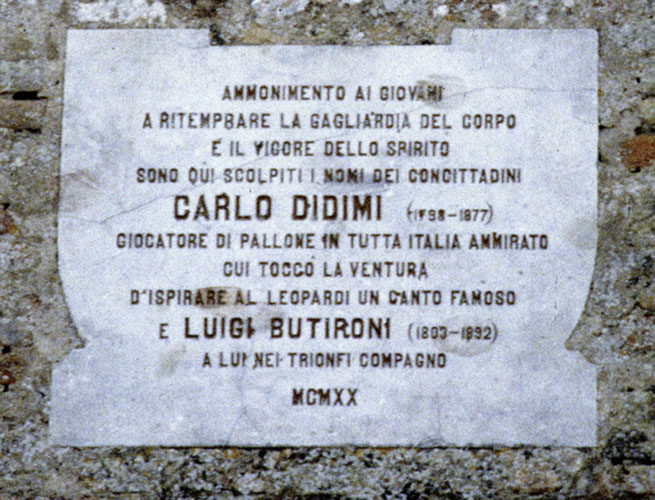 AMMONIMENTO AI GIOVANI
A RITEMPRARE LA GAGLIARDIA DEL CORPO
E IL VIGORE DELLO SPIRITO
SONO QUI SCOLPITI I NOMI DEI CONCITTADINI
CARLO DIDIMI (1798-1877)
GIOCATORE DI PALLONE IN TUTTA ITALIA AMMIRATO
CUI TOCCÒ LA VENTURA
D'ISPIRARE AL LEOPARDI UN CANTO FAMOSO
E LUIGI BUTIRONI (1803-1892)
A LUI NEI TRIONFI COMPAGNO
MCMXX